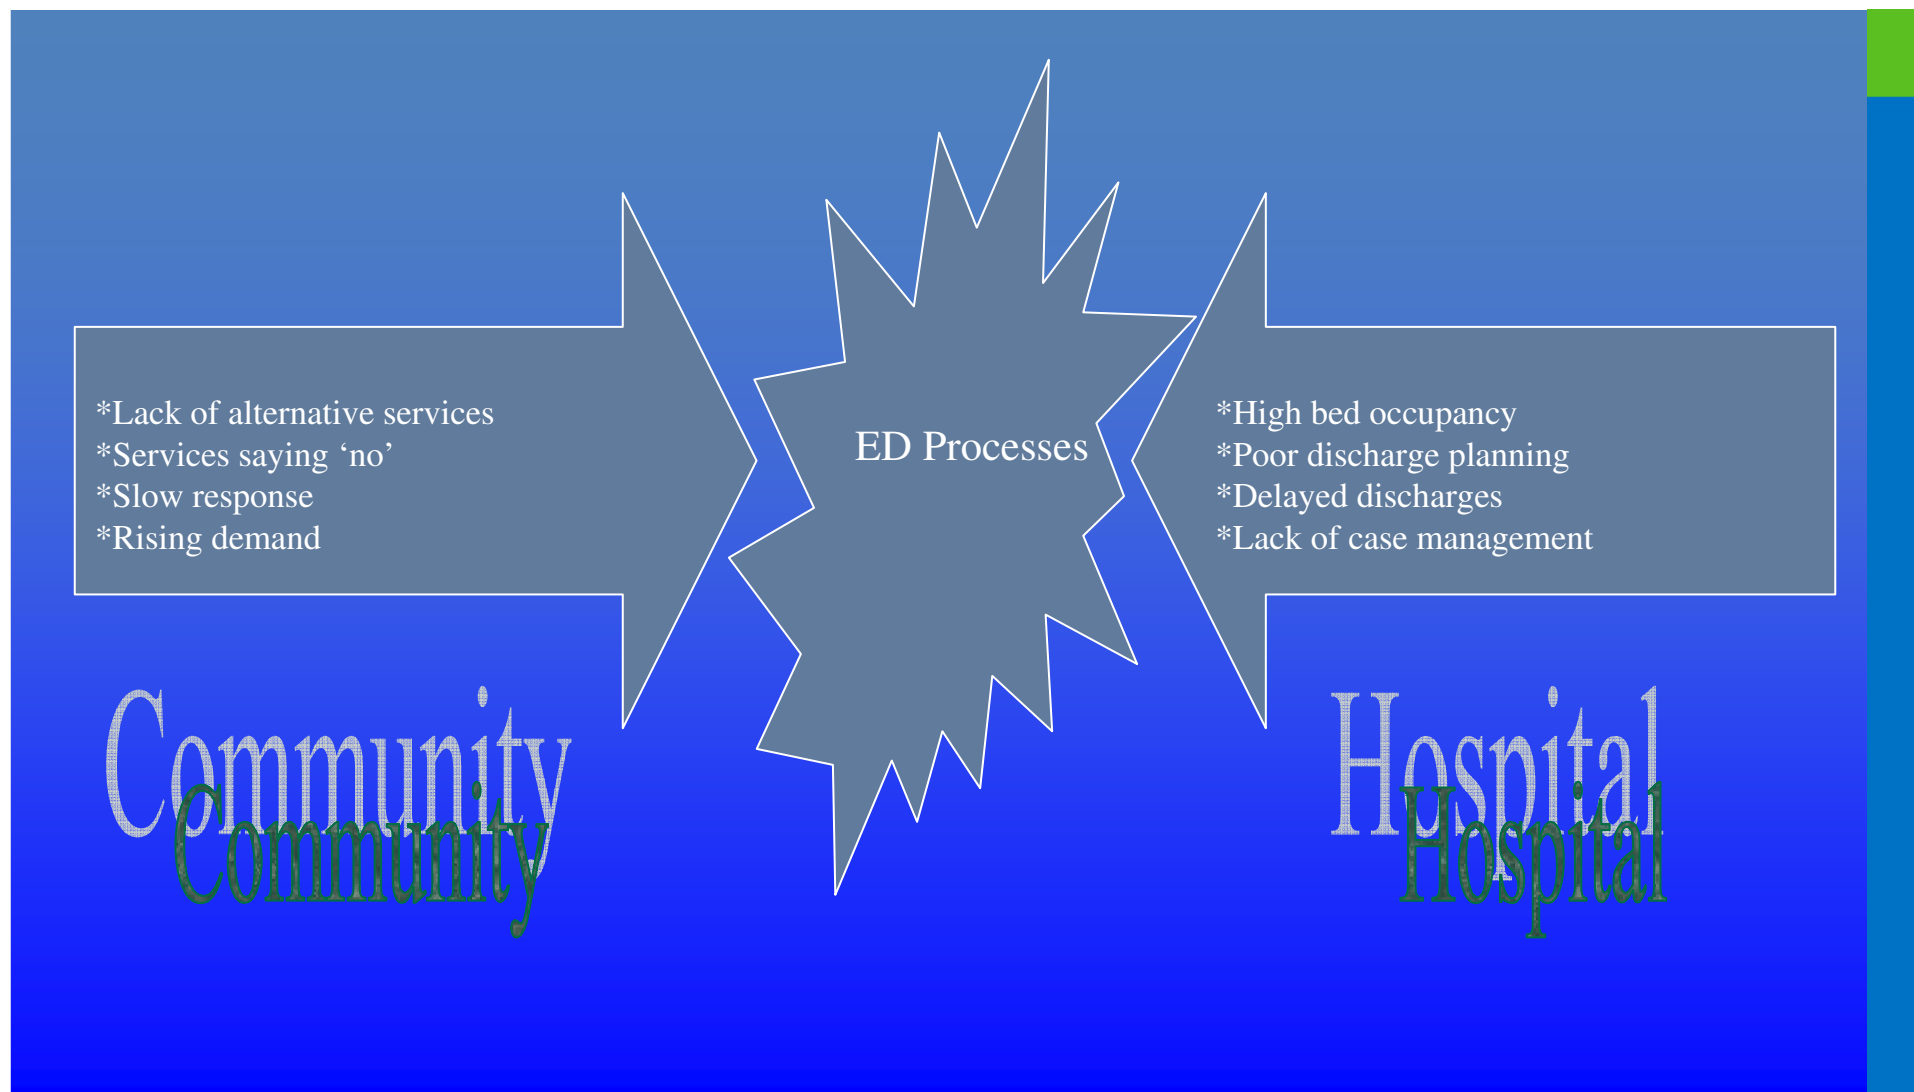 *Lack of alternative services
*Services saying ‘no’
*Slow response
*Rising demand
ED Processes
*High bed occupancy
*Poor discharge planning
*Delayed discharges
*Lack of case management
Community
Community
Hospital
Hospital